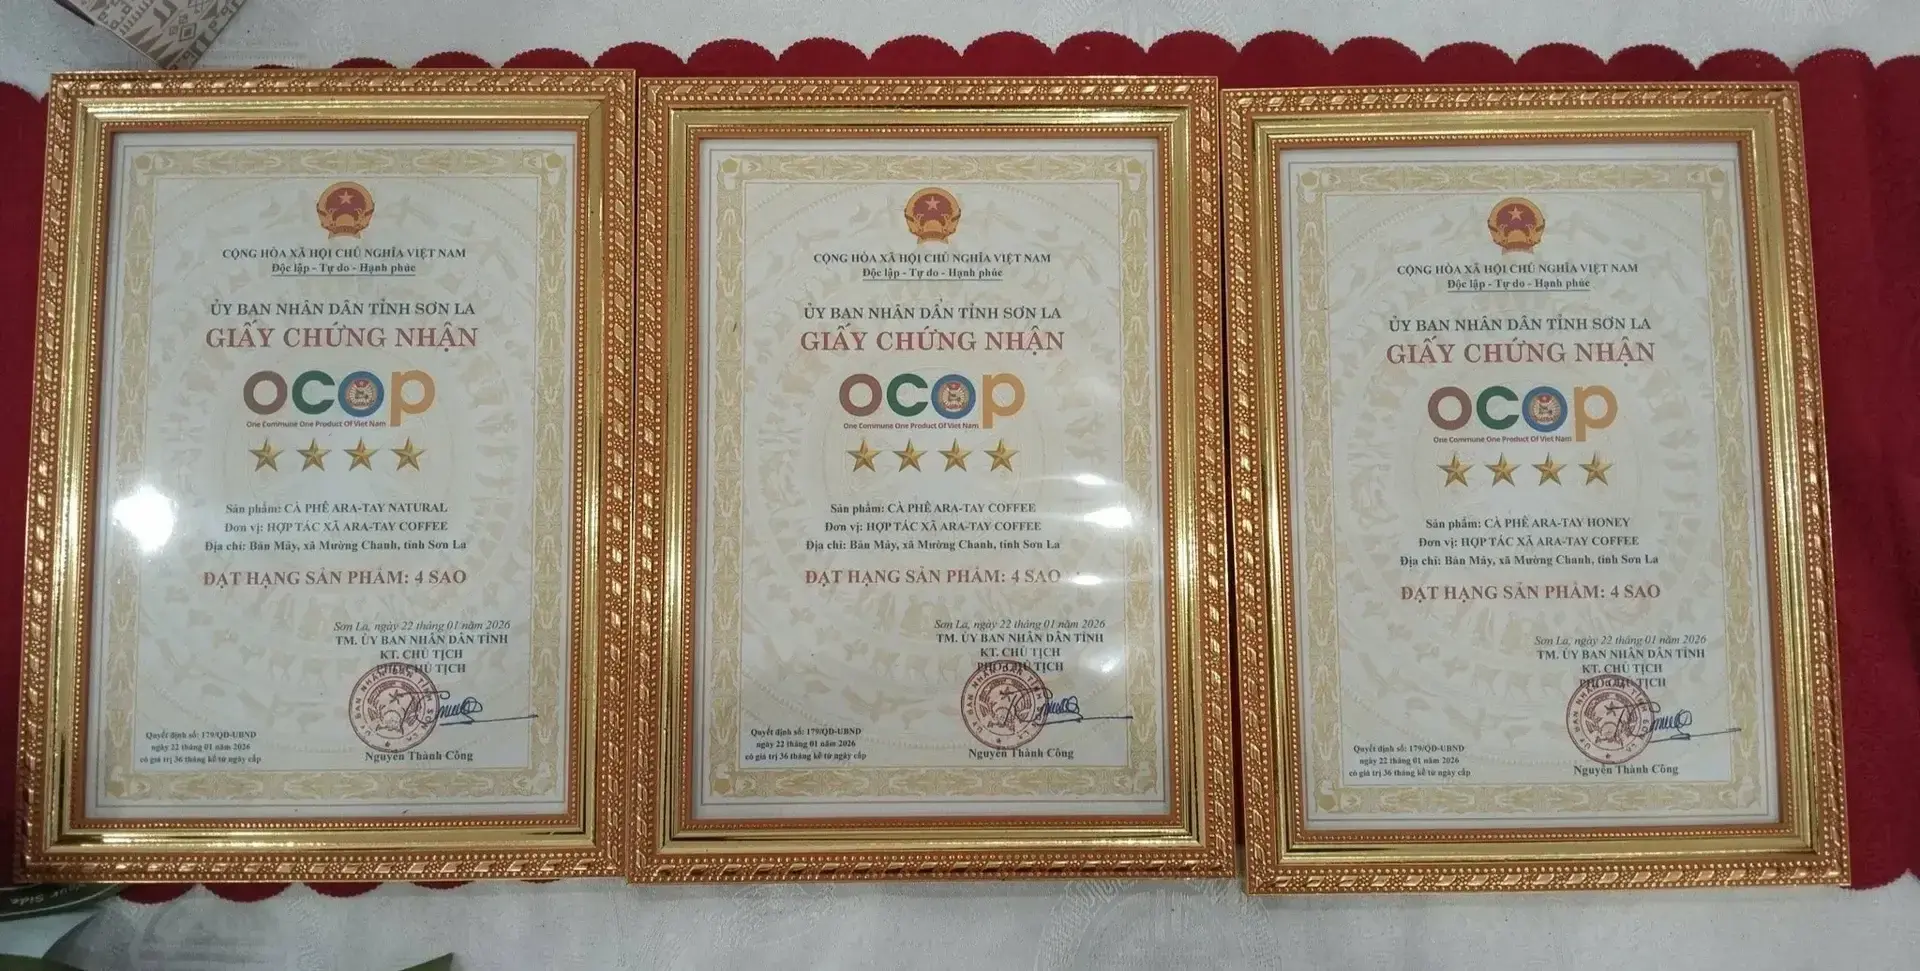 CỘNG HÒA XÃ HỘI CHỦ NGHĨA VIỆT NAM
Độc lập - Tự do - Hạnh phúc
ỦY BAN NHÂN DÂN TỈNH SƠN LA
GIẤY CHỨNG NHẬN
OCOP
One Commune One Product Of Viet Nam
Sản phẩm: CÀ PHÊ ARA-TAY NATURAL
Đơn vị: HỢP TÁC XÃ ARA-TAY COFFEE
Địa chỉ: Bản Mây, xã Mường Chanh, tỉnh Sơn La
ĐẠT HẠNG SẢN PHẨM: 4 SAO
Sơn La, ngày 22 tháng 01 năm 2026
TM. ỦY BAN NHÂN DÂN TỈNH
KT. CHỦ TỊCH
PHÓ CHỦ TỊCH
Quyết định số: 179/QĐ-UBND
ngày 22 tháng 01 năm 2026
có giá trị 36 tháng kể từ ngày cấp
Nguyễn Thành Công
CỘNG HÒA XÃ HỘI CHỦ NGHĨA VIỆT NAM
Độc lập - Tự do - Hạnh phúc
ỦY BAN NHÂN DÂN TỈNH SƠN LA
GIẤY CHỨNG NHẬN
OCOP
One Commune One Product Of Viet Nam
Sản phẩm: CÀ PHÊ ARA-TAY COFFEE
Đơn vị: HỢP TÁC XÃ ARA-TAY COFFEE
Địa chỉ: Bản Mây, xã Mường Chanh, tỉnh Sơn La
ĐẠT HẠNG SẢN PHẨM: 4 SAO
Sơn La, ngày 22 tháng 01 năm 2026
TM. ỦY BAN NHÂN DÂN TỈNH
KT. CHỦ TỊCH
PHÓ CHỦ TỊCH
Quyết định số: 179/QĐ-UBND
ngày 22 tháng 01 năm 2026
có giá trị 36 tháng kể từ ngày cấp
Nguyễn Thành Công
CỘNG HÒA XÃ HỘI CHỦ NGHĨA VIỆT NAM
Độc lập - Tự do - Hạnh phúc
ỦY BAN NHÂN DÂN TỈNH SƠN LA
GIẤY CHỨNG NHẬN
OCOP
One Commune One Product Of Viet Nam
Sản phẩm: CÀ PHÊ ARA-TAY HONEY
Đơn vị: HỢP TÁC XÃ ARA-TAY COFFEE
Địa chỉ: Bản Mây, xã Mường Chanh, tỉnh Sơn La
ĐẠT HẠNG SẢN PHẨM: 4 SAO
Sơn La, ngày 22 tháng 01 năm 2026
TM. ỦY BAN NHÂN DÂN TỈNH
KT. CHỦ TỊCH
PHÓ CHỦ TỊCH
Quyết định số: 179/QĐ-UBND
ngày 22 tháng 01 năm 2026
có giá trị 36 tháng kể từ ngày cấp
Nguyễn Thành Công